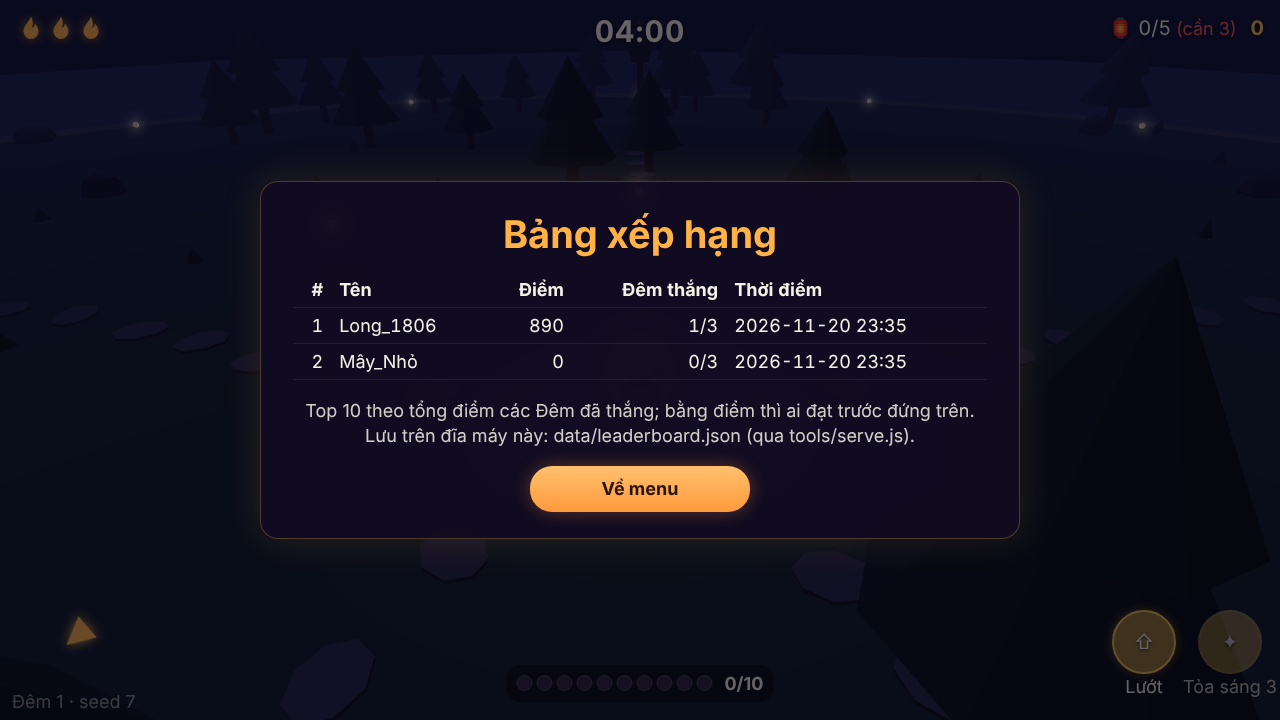 04:00
0/5 (cần 3) 0
Bảng xếp hạng
# Tên Điểm Đêm thắng Thời điểm
1 Long_1806 890 1/3 2026-11-20 23:35
2 Mây_Nhỏ 0 0/3 2026-11-20 23:35
Top 10 theo tổng điểm các Đêm đã thắng; bằng điểm thì ai đạt trước đứng trên.
Lưu trên đĩa máy này: data/leaderboard.json (qua tools/serve.js).
Về menu
Lướt
Tỏa sáng 3
0/10
Đêm 1 · seed 7